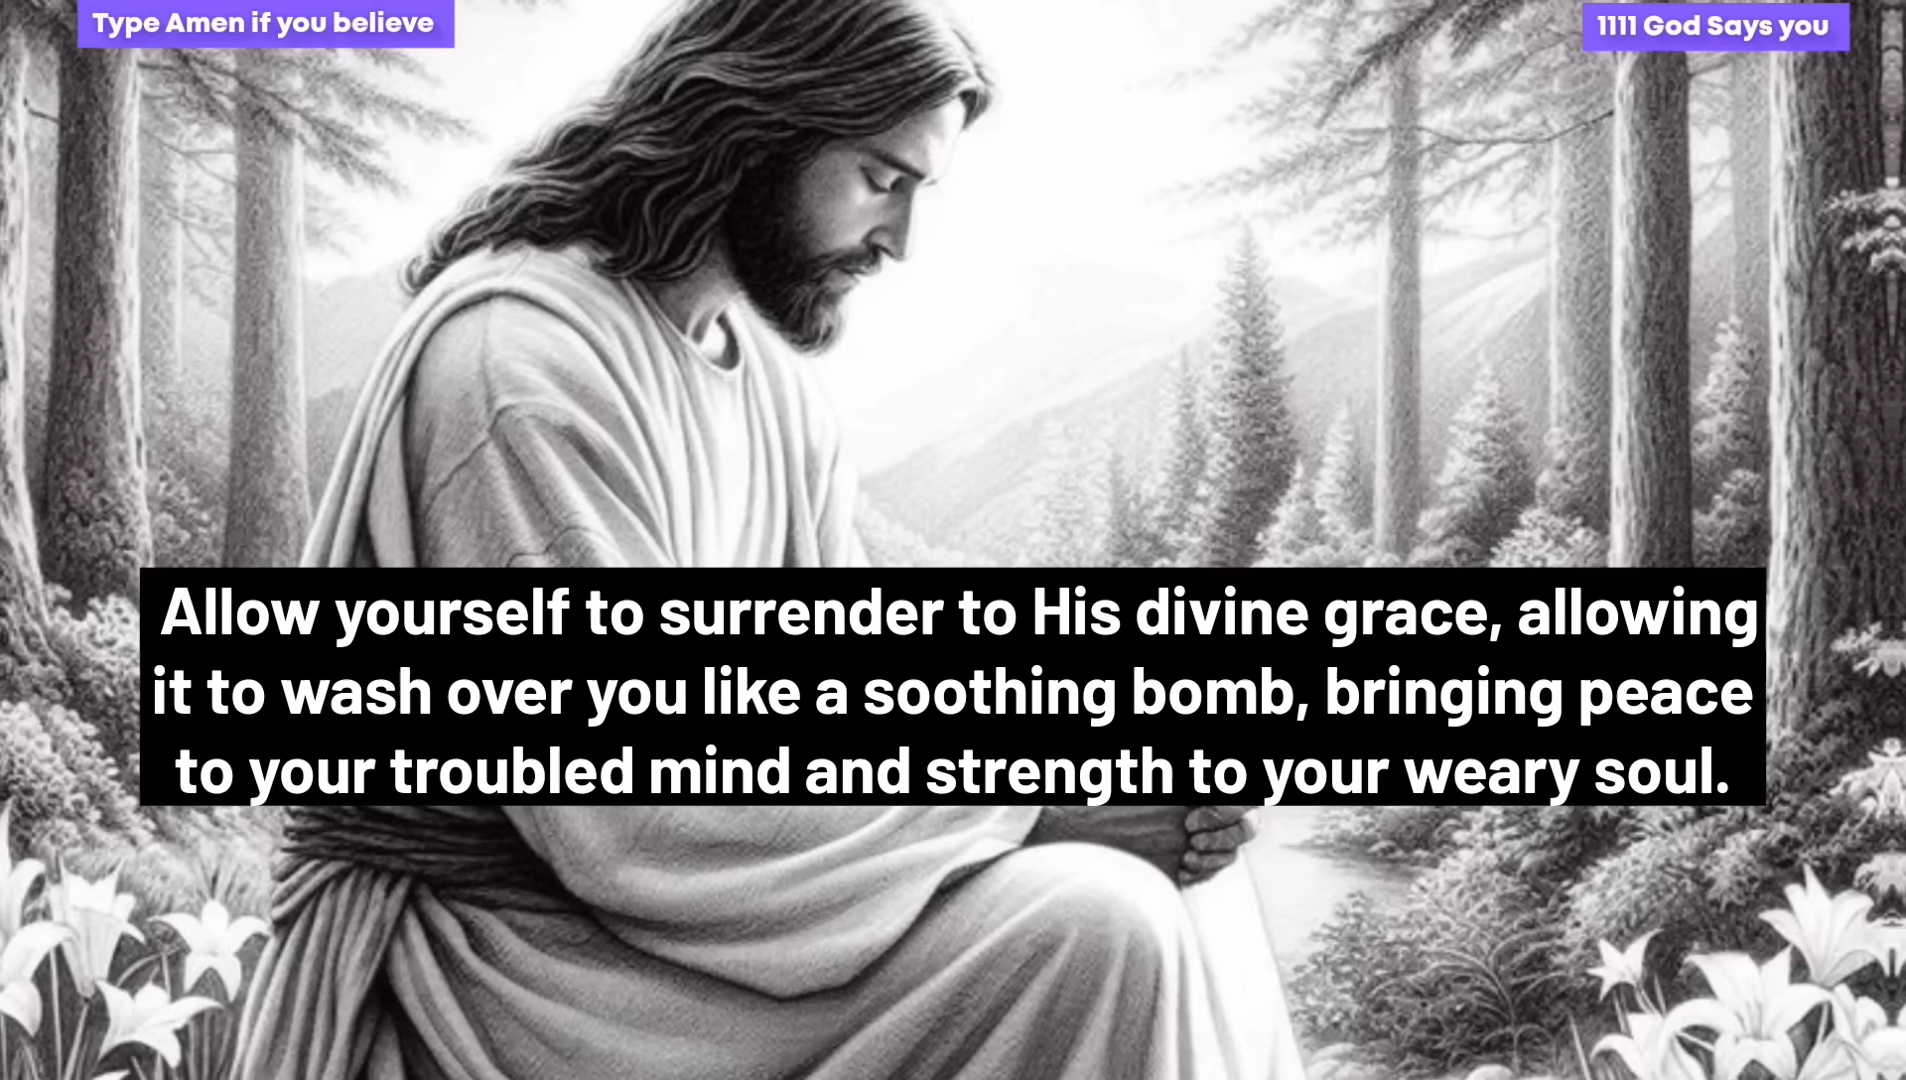 Type Amen if you believe
1111 God Says you
Allow yourself to surrender to His divine grace, allowing
it to wash over you like a soothing bomb, bringing peace
to your troubled mind and strength to your weary soul.